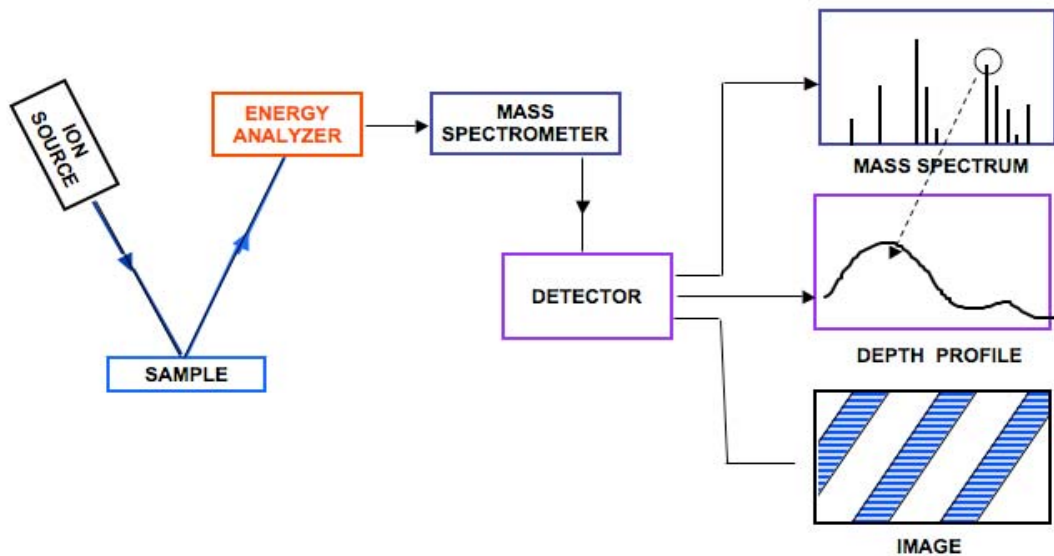 ION
SOURCE
SAMPLE
ENERGY
ANALYZER
MASS
SPECTROMETER
DETECTOR
MASS SPECTRUM
DEPTH PROFILE
IMAGE